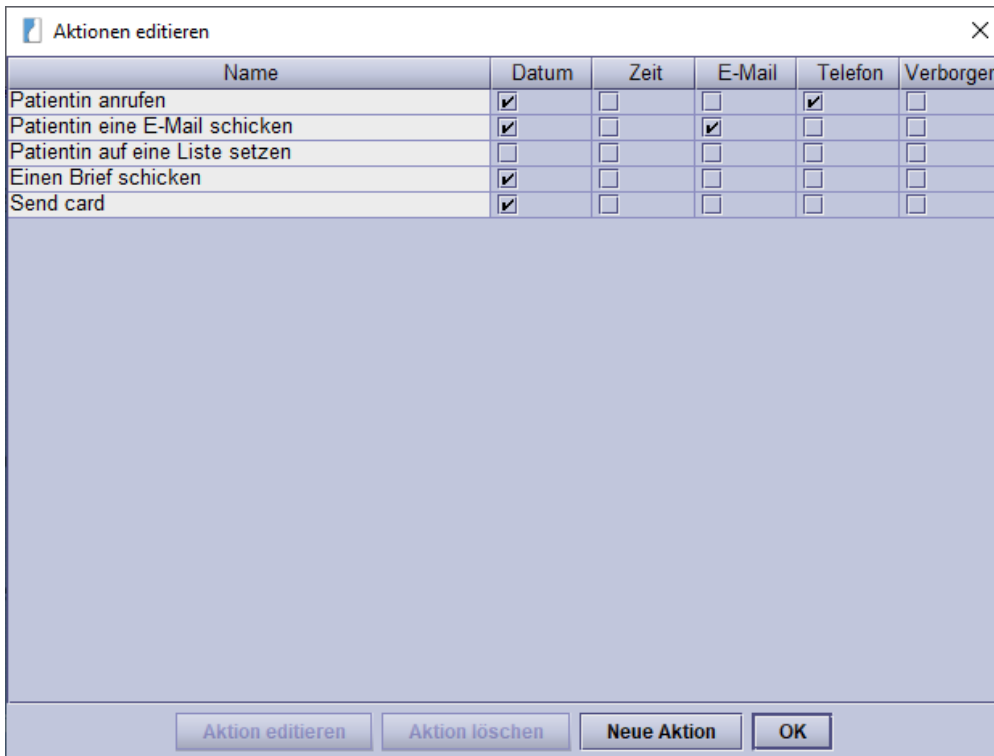 Aktionen editieren
Name Datum Zeit E-Mail Telefon Verborgen
Patientin anrufen
Patientin eine E-Mail schicken
Patientin auf eine Liste setzen
Einen Brief schicken
Send card
Aktion editieren Aktion löschen Neue Aktion OK